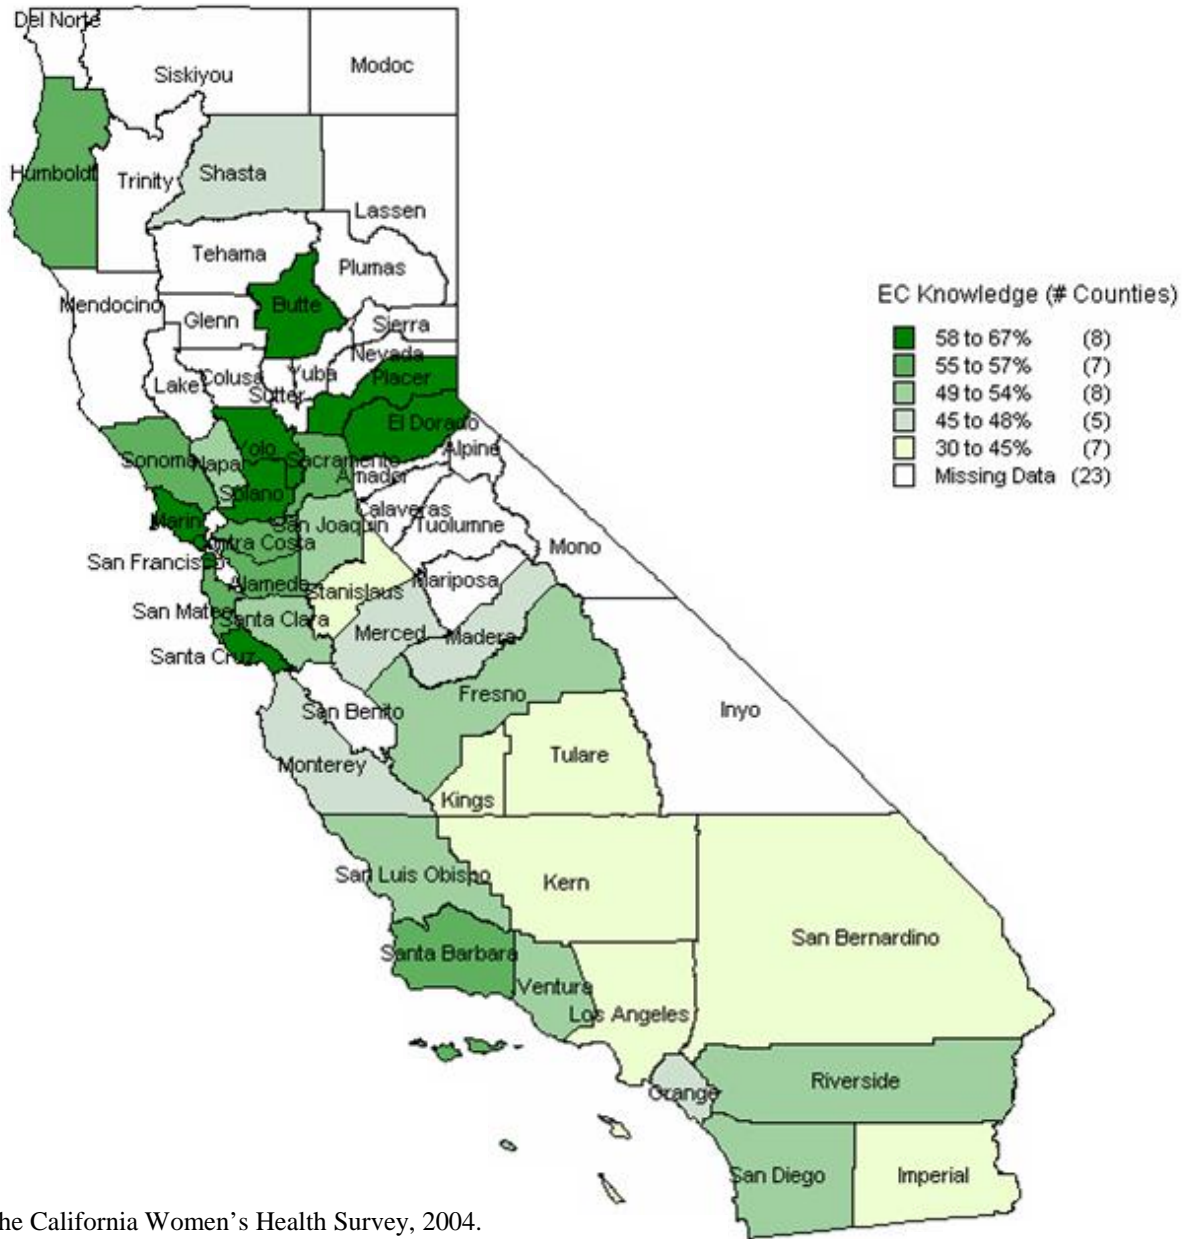 Del Norte
Siskiyou
Modoc
Humboldt
Trinity
Shasta
Lassen
Tehama
Plumas
Mendocino
Butte
Glenn
Sierra
Nevada
Lake
Colusa
Yuba
Sutter
Placer
El Dorado
Alpine
Sonoma
Napa
Yolo
Sacramento
Amador
Solano
Marin
Calaveras
San Joaquin
Tuolumne
Contra Costa
Mono
San Francisco
Alameda
Stanislaus
Mariposa
San Mateo
Santa Clara
Merced
Madera
Santa Cruz
Fresno
San Benito
Inyo
Monterey
Tulare
Kings
San Luis Obispo
Kern
San Bernardino
Santa Barbara
Ventura
Los Angeles
Orange
Riverside
San Diego
Imperial
EC Knowledge (# Counties)
58 to 67% (8)
55 to 57% (7)
49 to 54% (8)
45 to 48% (5)
30 to 45% (7)
Missing Data (23)
he California Women’s Health Survey, 2004.